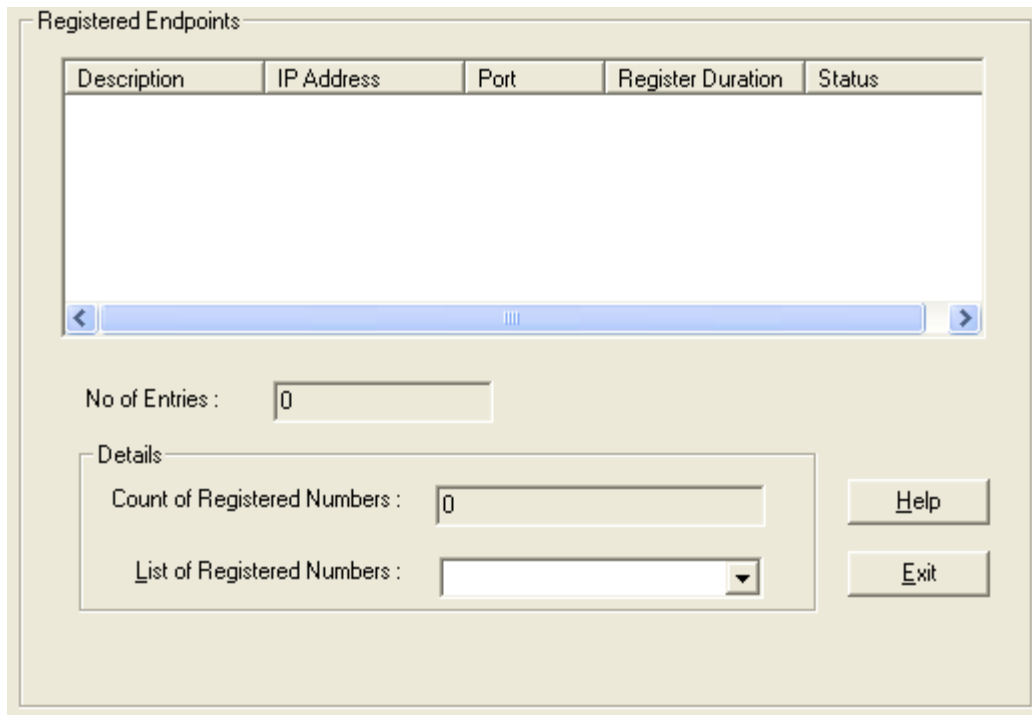 Registered Endpoints
Description IP Address Port Register Duration Status
No of Entries : 0
Details
Count of Registered Numbers : 0
Help
List of Registered Numbers :
Exit